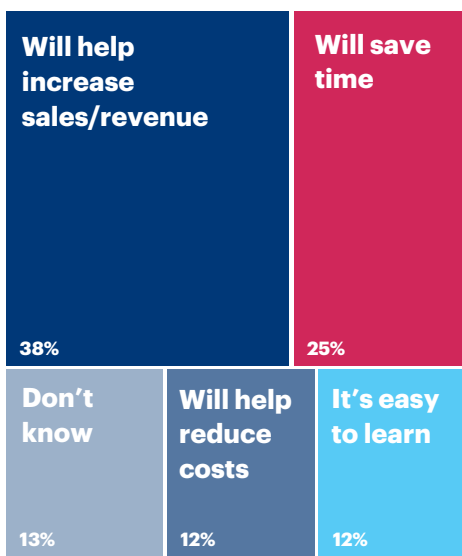 Will help
increase
sales/revenue
38%
Will save
time
25%
Don't
know
13%
Will help
reduce
costs
12%
It's easy
to learn
12%